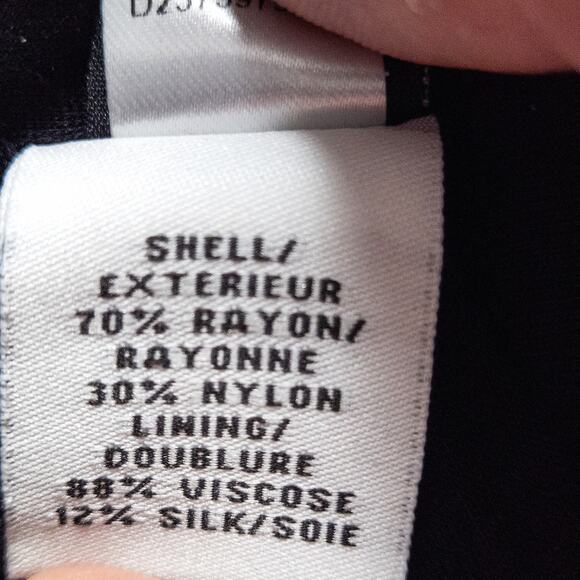 SHELL/
EXTERIEUR
70% RAYON/
RAYONNE
30% NYLON
LINING/
DOUBLURE
88% VISCOSE
12% SILK/SOIE